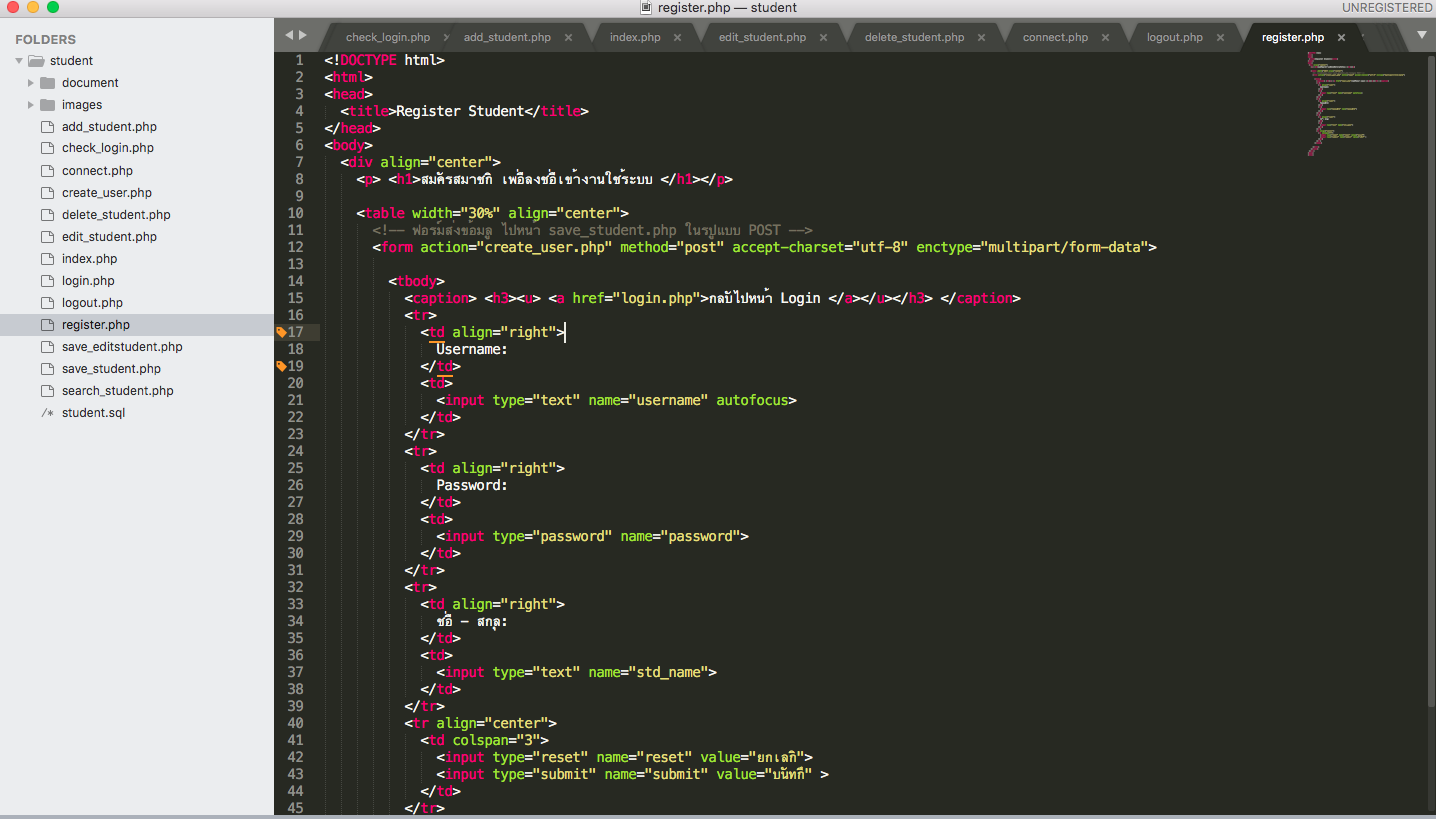 register.php — student
UNREGISTERED
FOLDERS
student
document
images
add_student.php
check_login.php
connect.php
create_user.php
delete_student.php
edit_student.php
index.php
login.php
logout.php
register.php
save_editstudent.php
save_student.php
search_student.php
/* student.sql
check_login.php × add_student.php × index.php × edit_student.php × delete_student.php × connect.php × logout.php × register.php ×
1 <!DOCTYPE html>
2 <html>
3 <head>
4 <title>Register Student</title>
5 </head>
6 <body>
7 <div align="center">
8 <p> <h1>สมัครสมาชิก เพื่อลงชื่อเข้างานใช้ระบบ </h1></p>
9
10 <table width="30%" align="center">
11 <!-- ฟอร์มส่งข้อมูล ไปหน้า save_student.php ในรูปแบบ POST -->
12 <form action="create_user.php" method="post" accept-charset="utf-8" enctype="multipart/form-data">
13
14 <tbody>
15 <caption> <h3><u> <a href="login.php">กลับไปหน้า Login </a></u></h3> </caption>
16 <tr>
17 <td align="right">
18 Username:
19 </td>
20 <td>
21 <input type="text" name="username" autofocus>
22 </td>
23 </tr>
24 <tr>
25 <td align="right">
26 Password:
27 </td>
28 <td>
29 <input type="password" name="password">
30 </td>
31 </tr>
32 <tr>
33 <td align="right">
34 ชื่อ - สกุล:
35 </td>
36 <td>
37 <input type="text" name="std_name">
38 </td>
39 </tr>
40 <tr align="center">
41 <td colspan="3">
42 <input type="reset" name="reset" value="ยกเลิก">
43 <input type="submit" name="submit" value="บันทึก" >
44 </td>
45 </tr>